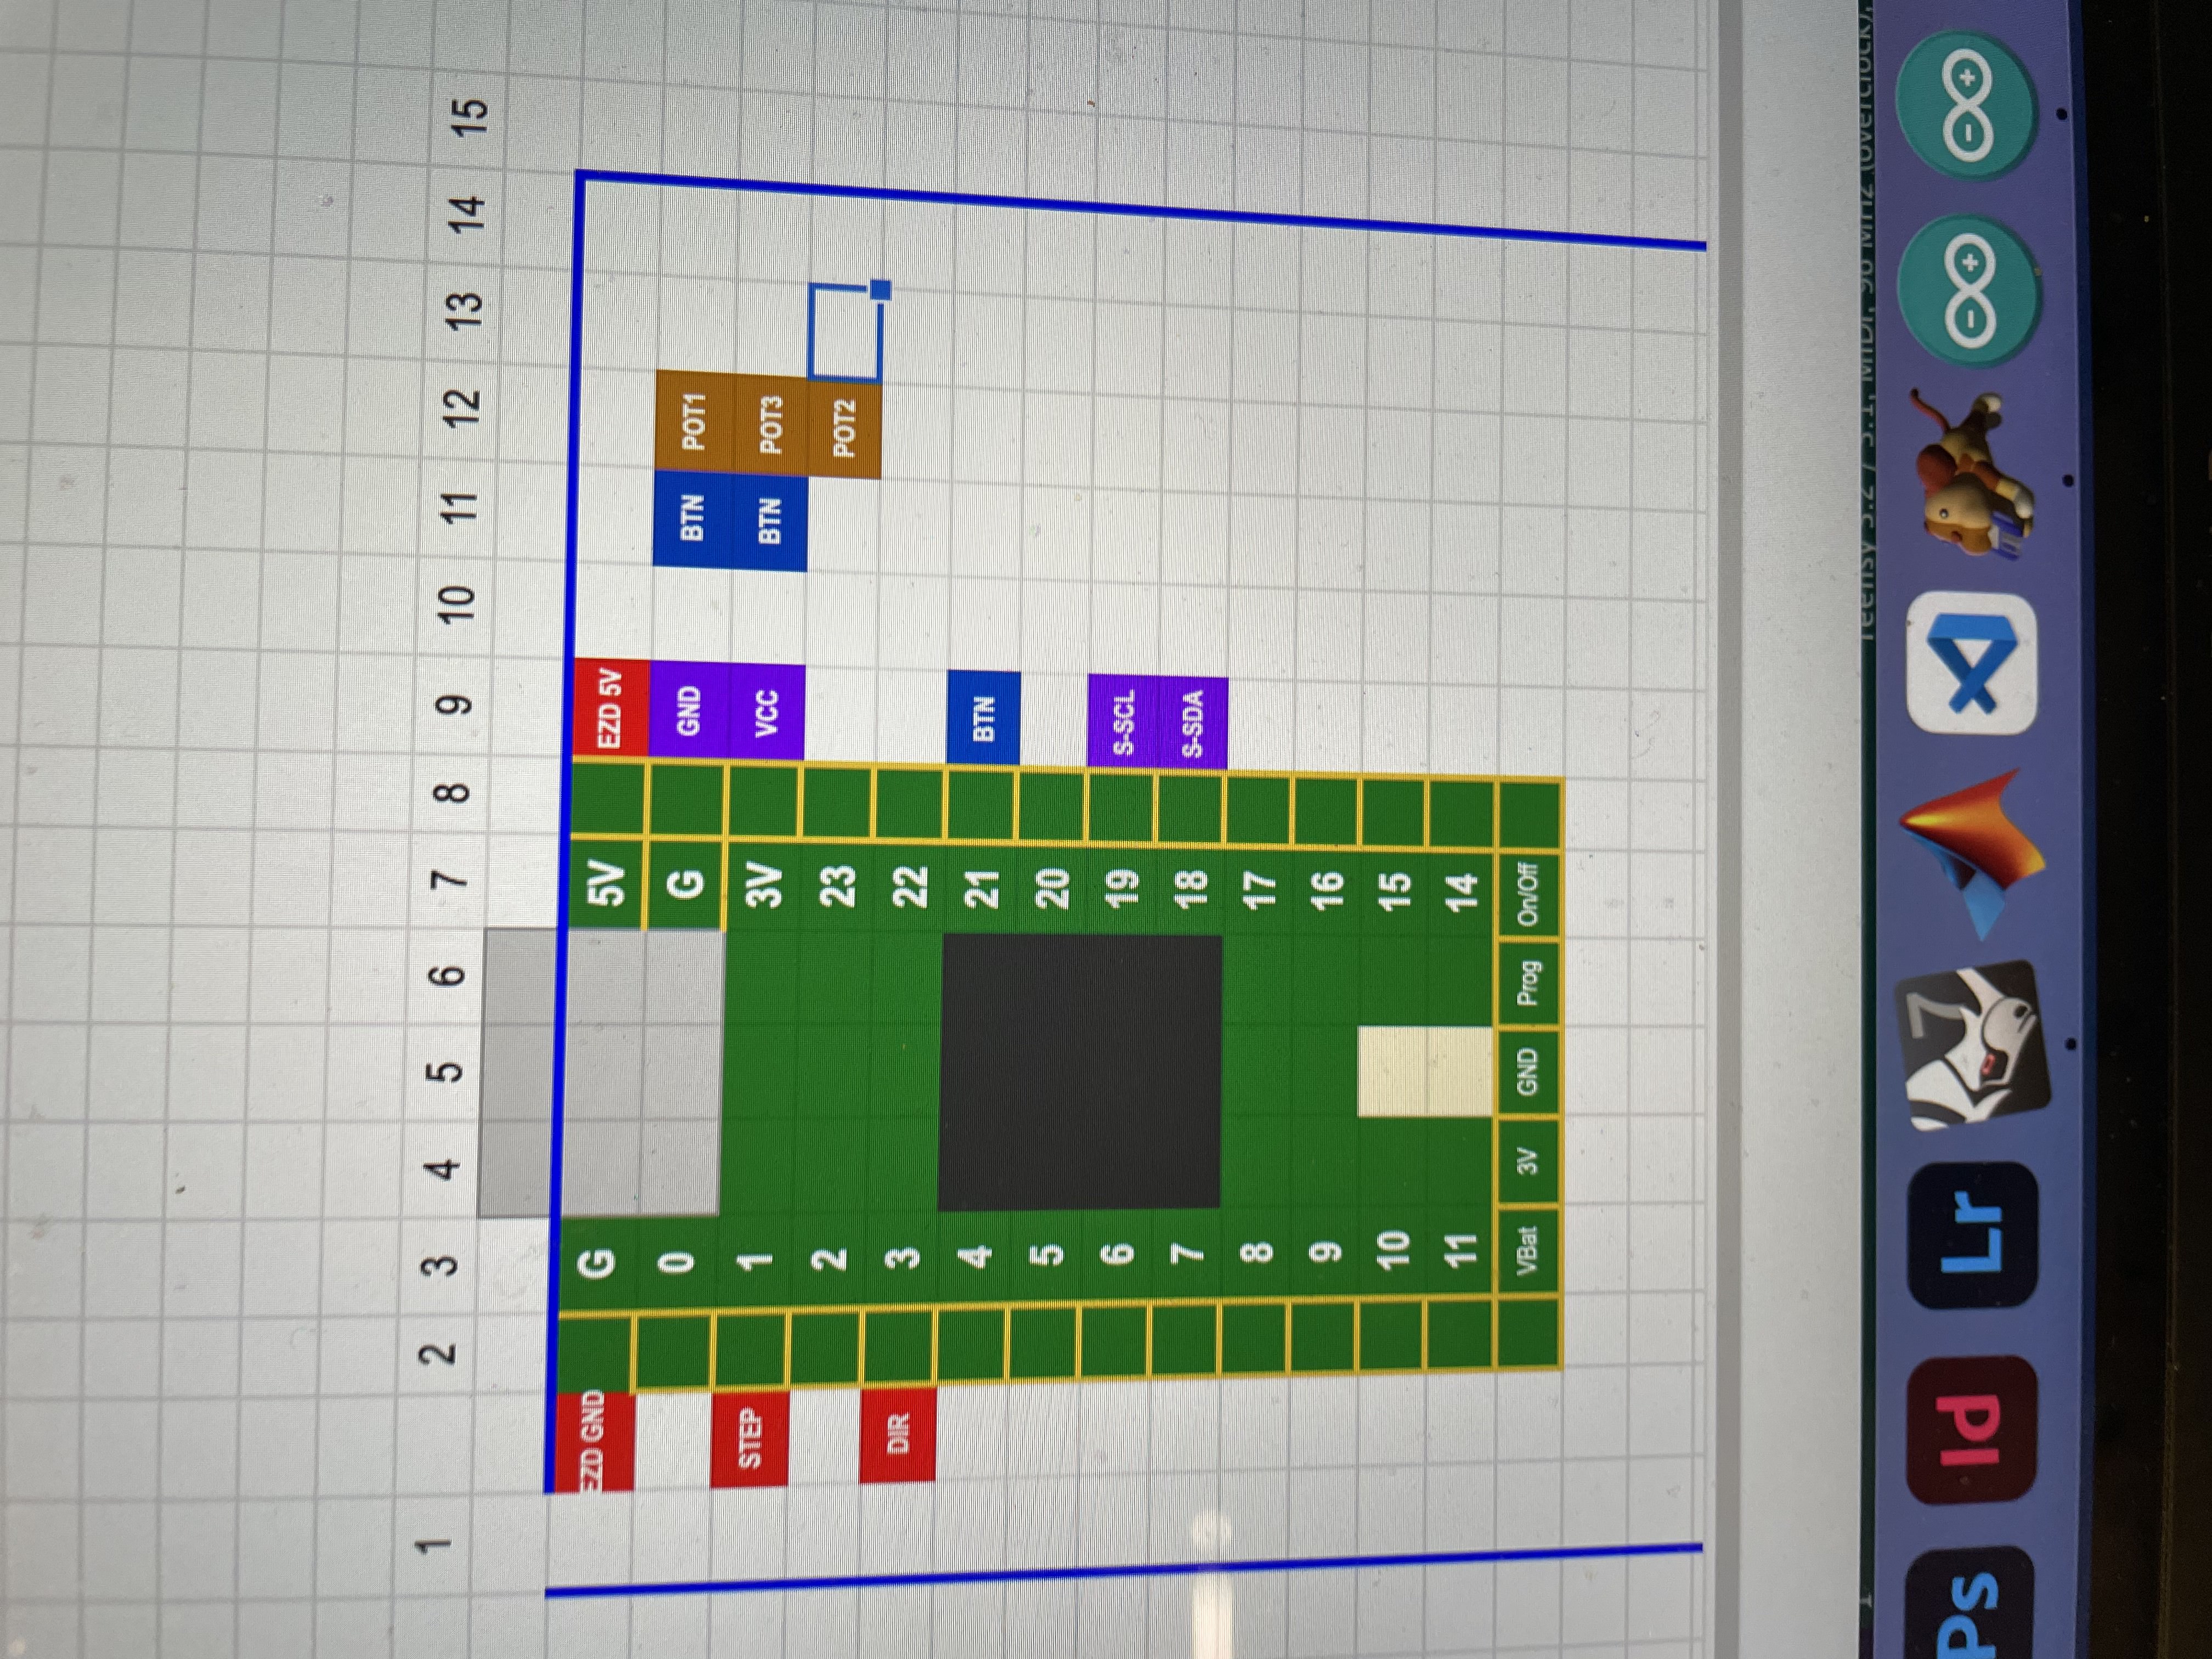 1 2 3 4 5 6 7 8 9 10 11 12 13 14 15
EZD GND G 5V EZD 5V
0 G GND BTN POT1
STEP 1 3V VCC BTN POT3
2 23 POT2
DIR 3 22
4 21 BTN
5 20
6 19 S-SCL
7 18 S-SDA
8 17
9 16
10 15
11 14
VBat 3V GND Prog On/Off
1 Teensy 3.2 / 3.1, MIDI, 96 MHz (overclock),
Ps Id Lr 7